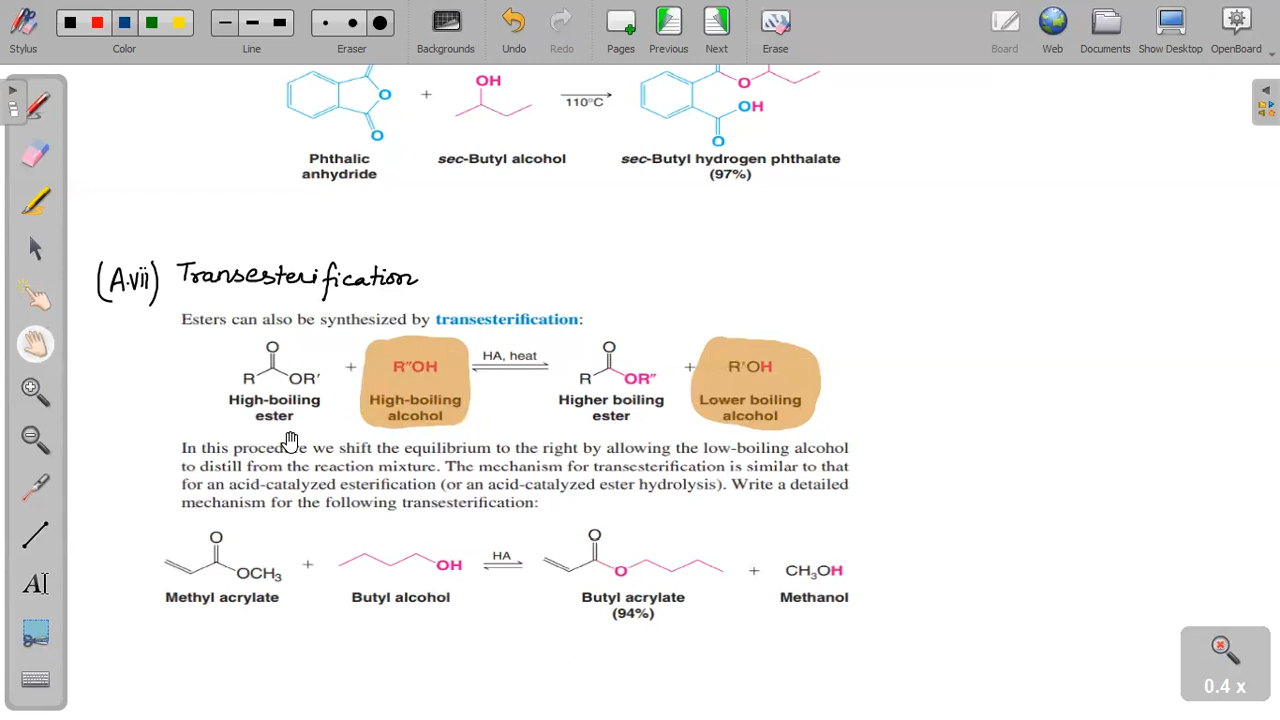 Stylus
Color
Line
Eraser
Backgrounds
Undo
Redo
Pages
Previous
Next
Erase
Board
Web
Documents
Show Desktop
OpenBoard
O
O
OH
+
110°C
O
OH
O
Phthalic
anhydride
sec-Butyl alcohol
sec-Butyl hydrogen phthalate
(97%)
(A.vii) Transesterification
Esters can also be synthesized by transesterification:
O
R OR′
+
R″OH
HA, heat
O
R OR″
+
R′OH
High-boiling
ester
High-boiling
alcohol
Higher boiling
ester
Lower boiling
alcohol
In this procedure we shift the equilibrium to the right by allowing the low-boiling alcohol
to distill from the reaction mixture. The mechanism for transesterification is similar to that
for an acid-catalyzed esterification (or an acid-catalyzed ester hydrolysis). Write a detailed
mechanism for the following transesterification:
O
OCH₃
+
OH
HA
O
O
+
CH₃OH
Methyl acrylate
Butyl alcohol
Butyl acrylate
(94%)
Methanol
0.4 x